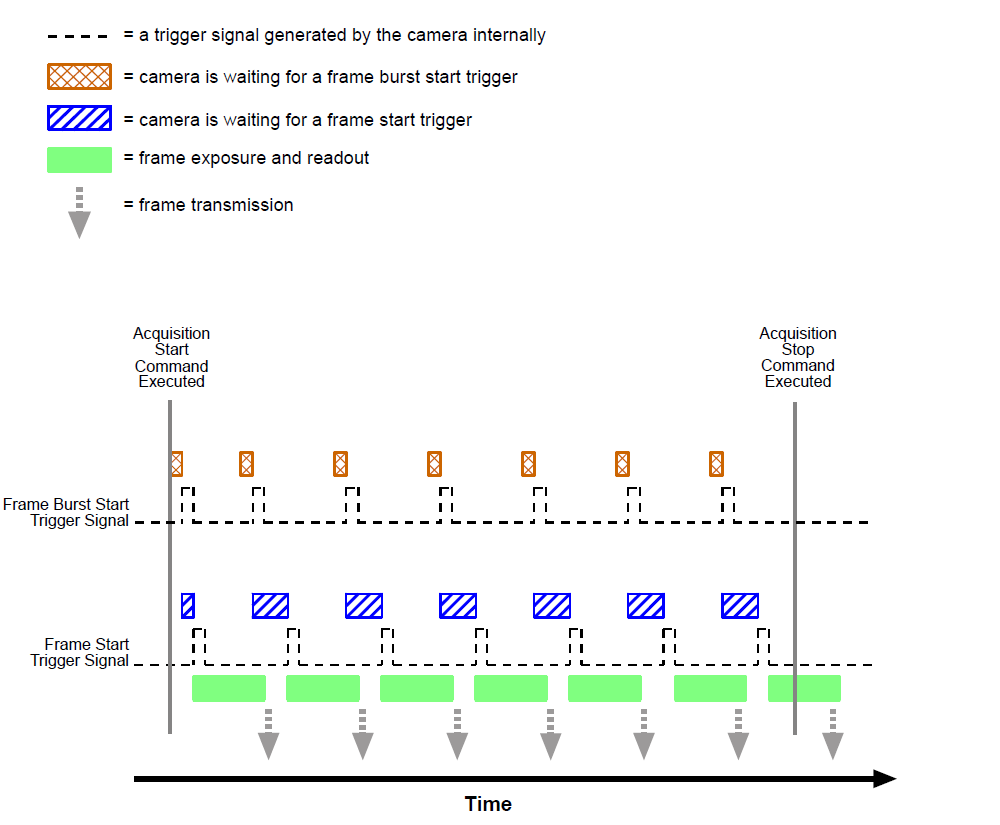 = a trigger signal generated by the camera internally
= camera is waiting for a frame burst start trigger
= camera is waiting for a frame start trigger
= frame exposure and readout
= frame transmission
Acquisition
Start
Command
Executed
Acquisition
Stop
Command
Executed
Frame Burst Start
Trigger Signal
Frame Start
Trigger Signal
Time